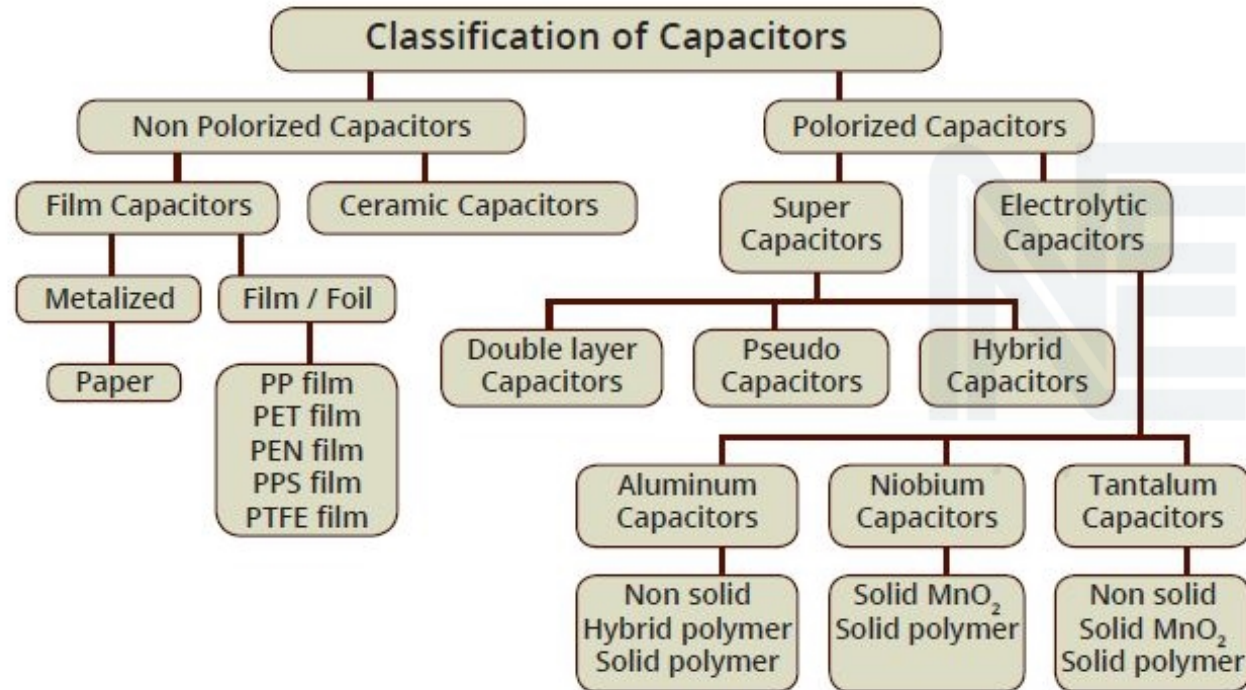 Classification of Capacitors
Non Polorized Capacitors
Polorized Capacitors
Film Capacitors
Ceramic Capacitors
Super
Capacitors
Electrolytic
Capacitors
Metalized
Film / Foil
Paper
PP film
PET film
PEN film
PPS film
PTFE film
Double layer
Capacitors
Pseudo
Capacitors
Hybrid
Capacitors
Aluminum
Capacitors
Niobium
Capacitors
Tantalum
Capacitors
Non solid
Hybrid polymer
Solid polymer
Solid MnO₂
Solid polymer
Non solid
Solid MnO₂
Solid polymer